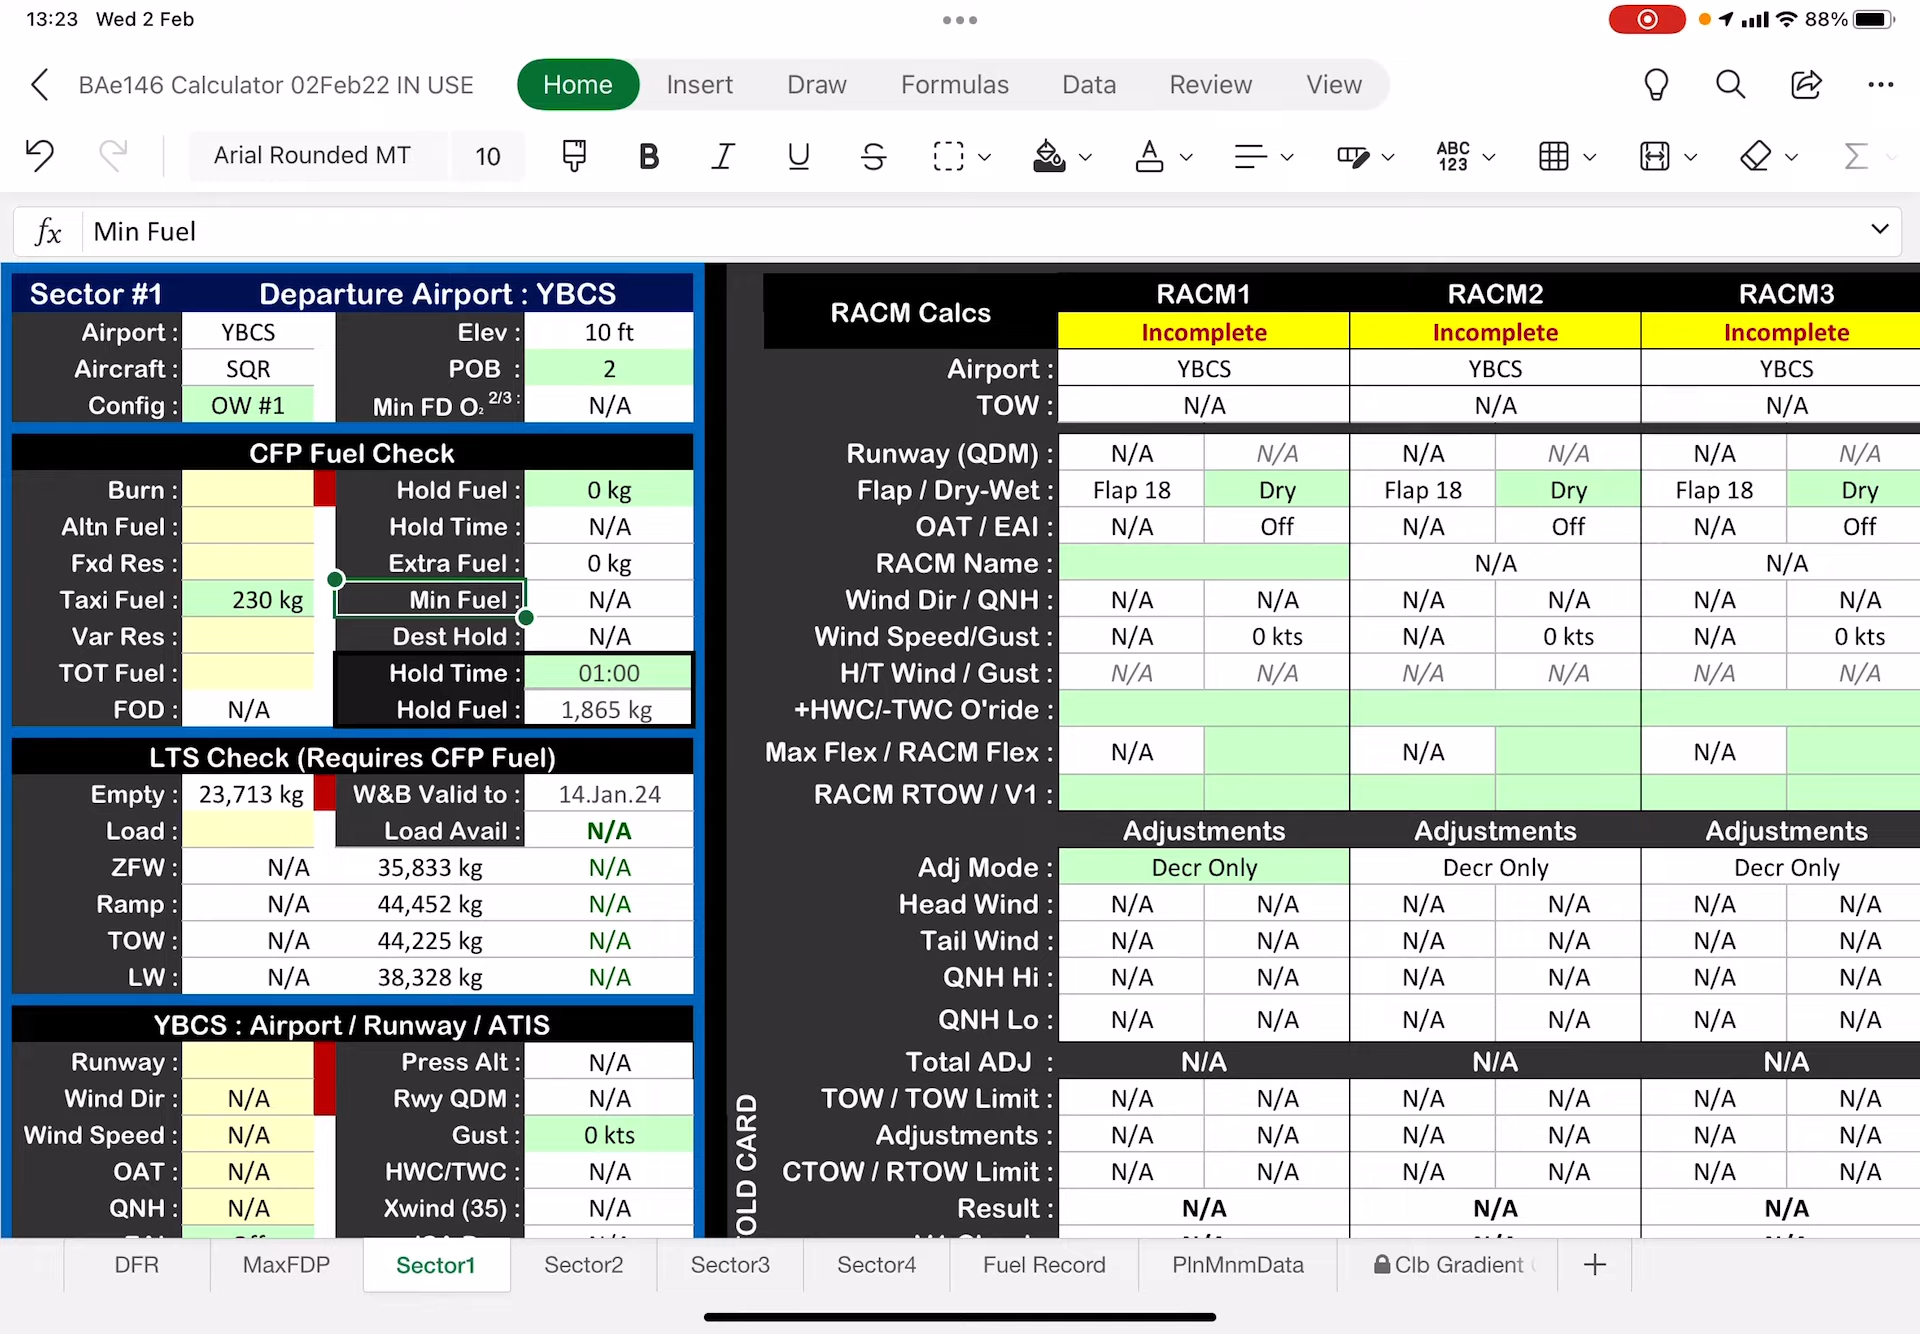 13:23 Wed 2 Feb
88%
BAe146 Calculator 02Feb22 IN USE Home Insert Draw Formulas Data Review View
Arial Rounded MT 10 B I U S A ABC 123
fx Min Fuel
Sector #1 Departure Airport : YBCS
Airport : YBCS Elev : 10 ft
Aircraft : SQR POB : 2
Config : OW #1 Min FD O₂ 2/3 : N/A
CFP Fuel Check
Burn : Hold Fuel : 0 kg
Altn Fuel : Hold Time : N/A
Fxd Res : Extra Fuel : 0 kg
Taxi Fuel : 230 kg Min Fuel : N/A
Var Res : Dest Hold : N/A
TOT Fuel : Hold Time : 01:00
FOD : N/A Hold Fuel : 1,865 kg
LTS Check (Requires CFP Fuel)
Empty : 23,713 kg W&B Valid to : 14.Jan.24
Load : Load Avail : N/A
ZFW : N/A 35,833 kg N/A
Ramp : N/A 44,452 kg N/A
TOW : N/A 44,225 kg N/A
LW : N/A 38,328 kg N/A
YBCS : Airport / Runway / ATIS
Runway : Press Alt : N/A
Wind Dir : N/A Rwy QDM : N/A
Wind Speed : N/A Gust : 0 kts
OAT : N/A HWC/TWC : N/A
QNH : N/A Xwind (35) : N/A
RACM Calcs RACM1 RACM2 RACM3
Incomplete Incomplete Incomplete
Airport : YBCS YBCS YBCS
TOW : N/A N/A N/A
Runway (QDM) : N/A N/A N/A N/A N/A N/A
Flap / Dry-Wet : Flap 18 Dry Flap 18 Dry Flap 18 Dry
OAT / EAI : N/A Off N/A Off N/A Off
RACM Name : N/A N/A
Wind Dir / QNH : N/A N/A N/A N/A N/A N/A
Wind Speed/Gust : N/A 0 kts N/A 0 kts N/A 0 kts
H/T Wind / Gust : N/A N/A N/A N/A N/A N/A
+HWC/-TWC O'ride :
Max Flex / RACM Flex : N/A N/A N/A
RACM RTOW / V1 :
Adjustments Adjustments Adjustments
Adj Mode : Decr Only Decr Only Decr Only
Head Wind : N/A N/A N/A N/A N/A N/A
Tail Wind : N/A N/A N/A N/A N/A N/A
QNH Hi : N/A N/A N/A N/A N/A N/A
QNH Lo : N/A N/A N/A N/A N/A N/A
Total ADJ : N/A N/A N/A
TOW / TOW Limit : N/A N/A N/A N/A N/A N/A
Adjustments : N/A N/A N/A N/A N/A N/A
CTOW / RTOW Limit : N/A N/A N/A N/A N/A N/A
Result : N/A N/A N/A
OLD CARD
DFR MaxFDP Sector1 Sector2 Sector3 Sector4 Fuel Record PlnMnmData Clb Gradient